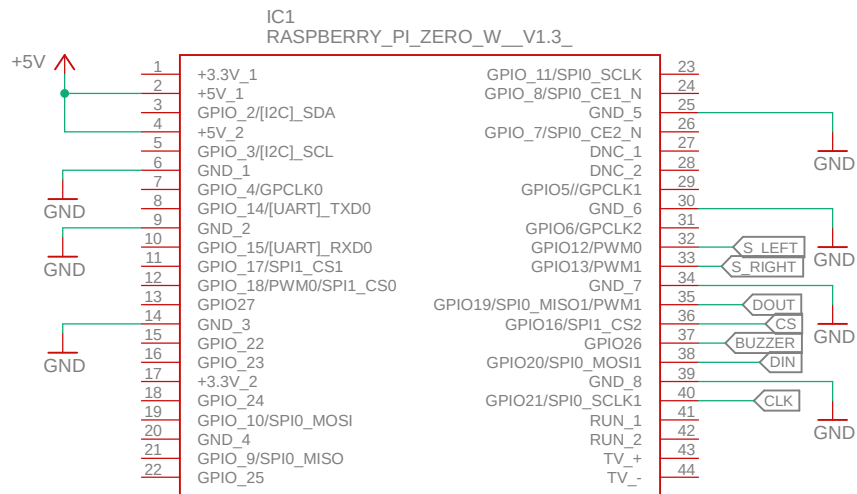 IC1
RASPBERRY_PI_ZERO_W__V1.3_
+5V
1 +3.3V_1
2 +5V_1
3 GPIO_2/[I2C]_SDA
4 +5V_2
5 GPIO_3/[I2C]_SCL
6 GND_1
7 GPIO_4/GPCLK0
8 GPIO_14/[UART]_TXD0
9 GND_2
10 GPIO_15/[UART]_RXD0
11 GPIO_17/SPI1_CS1
12 GPIO_18/PWM0/SPI1_CS0
13 GPIO27
14 GND_3
15 GPIO_22
16 GPIO_23
17 +3.3V_2
18 GPIO_24
19 GPIO_10/SPI0_MOSI
20 GND_4
21 GPIO_9/SPI0_MISO
22 GPIO_25
GND
GND
GND
GPIO_11/SPI0_SCLK 23
GPIO_8/SPI0_CE1_N 24
GND_5 25
GPIO_7/SPI0_CE2_N 26
DNC_1 27
DNC_2 28
GPIO5//GPCLK1 29
GND_6 30
GPIO6/GPCLK2 31
GPIO12/PWM0 32 S_LEFT
GPIO13/PWM1 33 S_RIGHT
GND_7 34
GPIO19/SPI0_MISO1/PWM1 35 DOUT
GPIO16/SPI1_CS2 36 CS
GPIO26 37 BUZZER
GPIO20/SPI0_MOSI1 38 DIN
GND_8 39
GPIO21/SPI0_SCLK1 40 CLK
RUN_1 41
RUN_2 42
TV_+ 43
TV_- 44
GND
GND
GND
GND